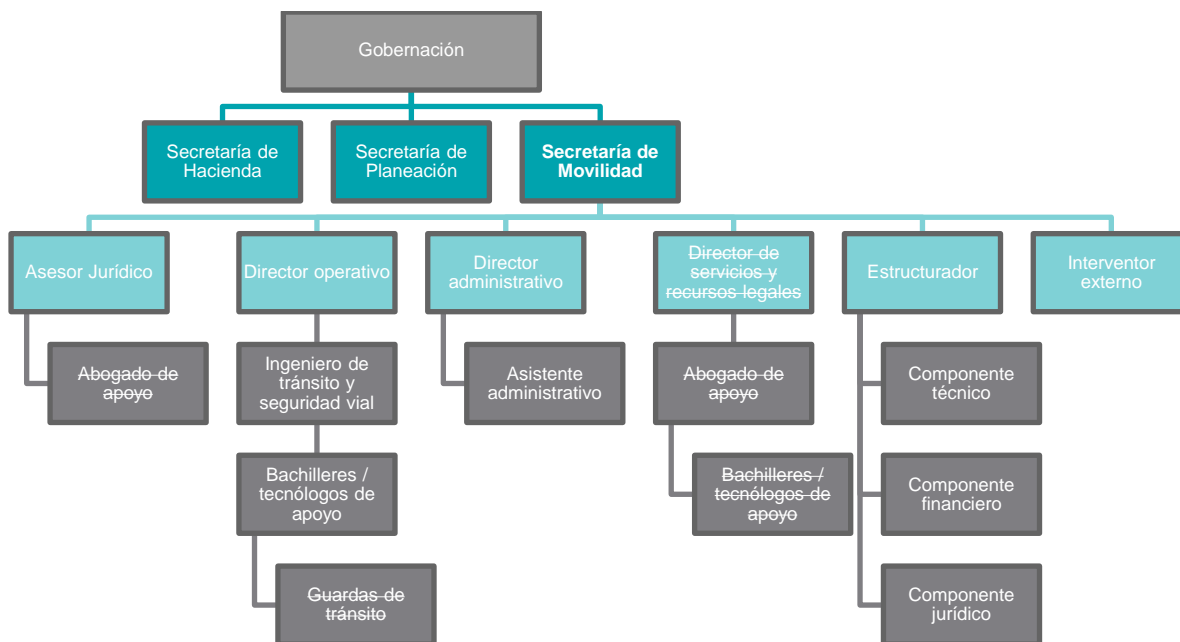 Gobernación
Secretaría de
Hacienda
Secretaría de
Planeación
Secretaría de
Movilidad
Asesor Jurídico
Director operativo
Director
administrativo
Director de
servicios y
recursos legales
Estructurador
Interventor
externo
Abogado de
apoyo
Ingeniero de
tránsito y
seguridad vial
Asistente
administrativo
Abogado de
apoyo
Componente
técnico
Bachilleres /
tecnólogos de
apoyo
Bachilleres /
tecnólogos de
apoyo
Componente
financiero
Guardas de
tránsito
Componente
jurídico